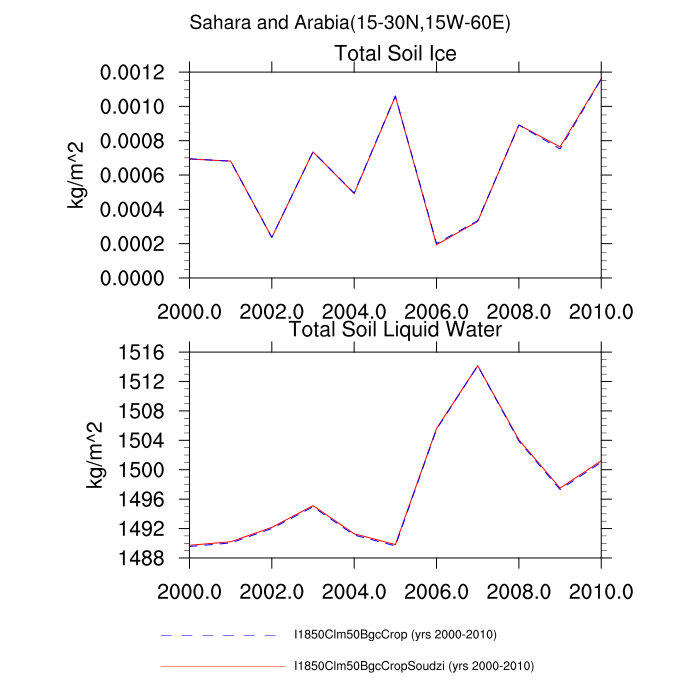 Sahara and Arabia(15-30N,15W-60E)
Total Soil Ice
0.0012
0.0010
0.0008
0.0006
0.0004
0.0002
0.0000
kg/m^2
2000.0 2002.0 2004.0 2006.0 2008.0 2010.0
Total Soil Liquid Water
1516
1512
1508
1504
1500
1496
1492
1488
kg/m^2
2000.0 2002.0 2004.0 2006.0 2008.0 2010.0
I1850Clm50BgcCrop (yrs 2000-2010)
I1850Clm50BgcCropSoudzi (yrs 2000-2010)